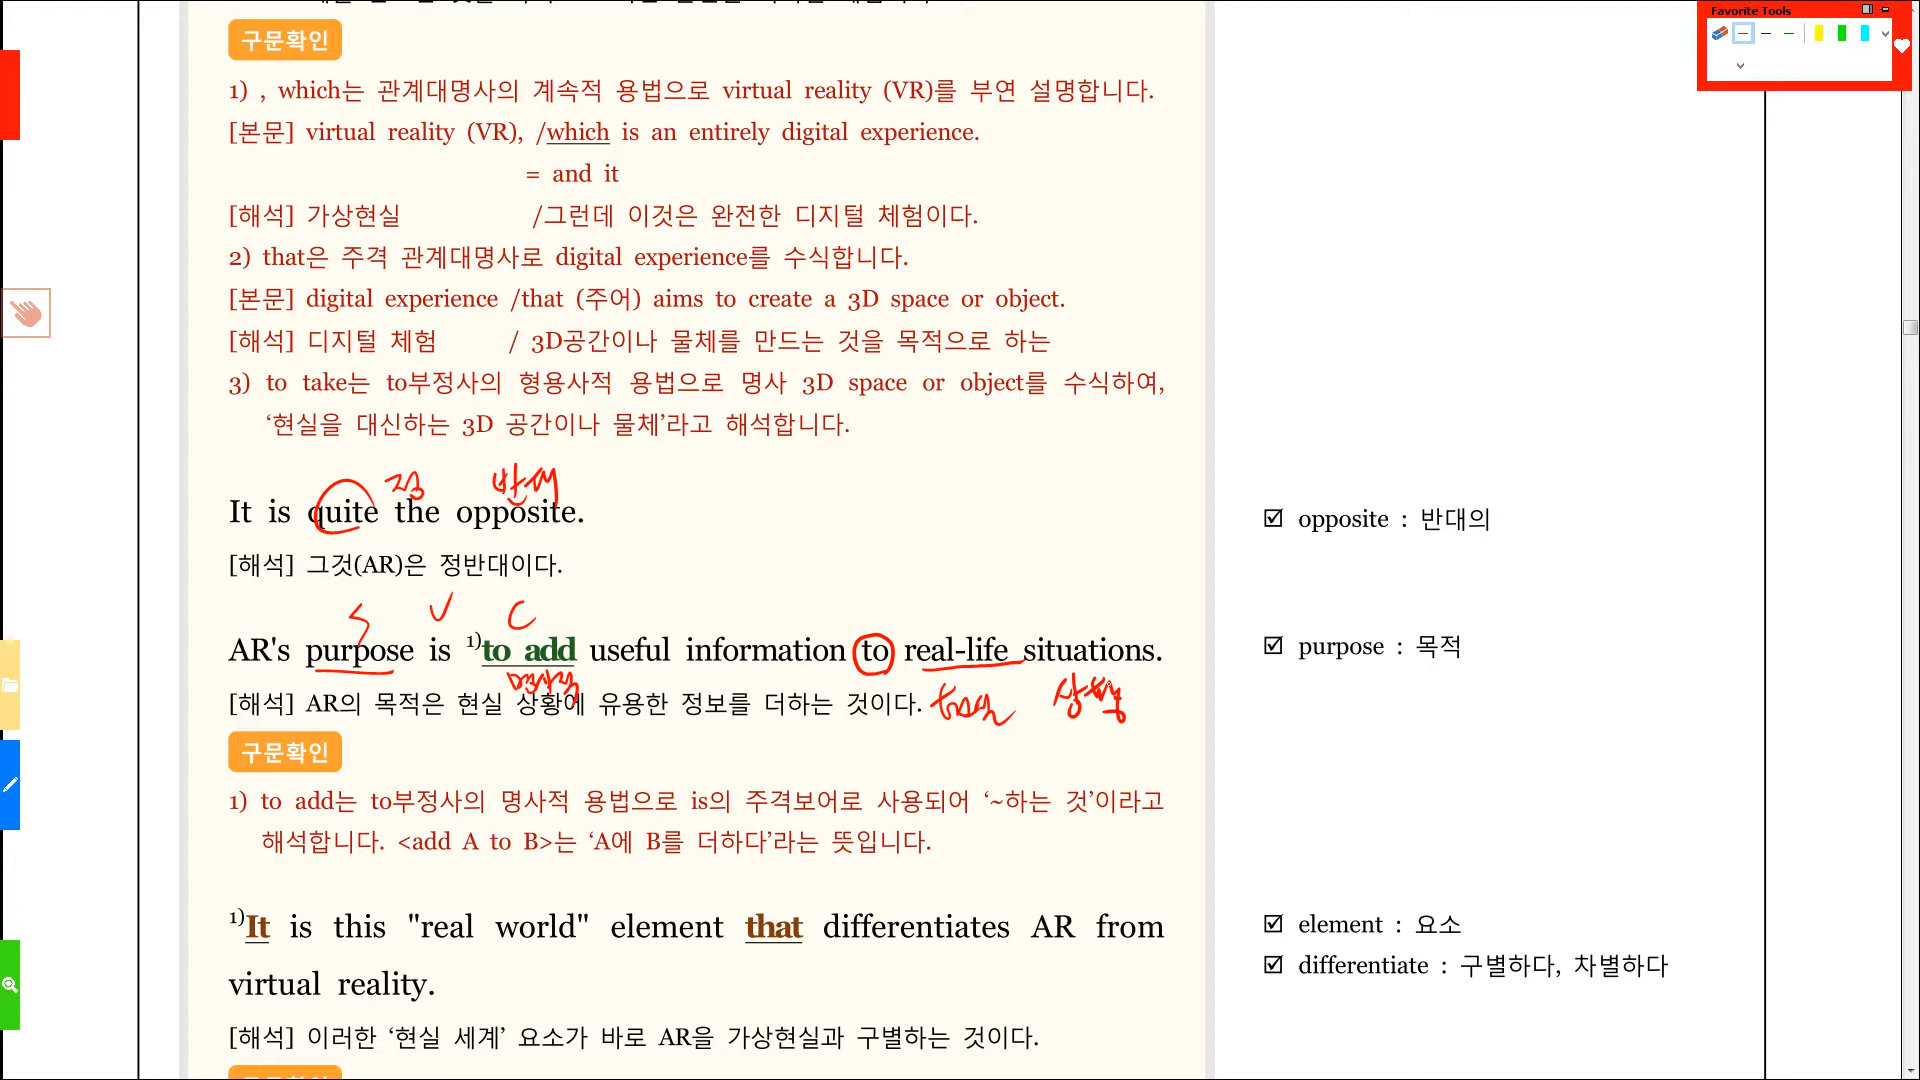 Favorite Tools
구문확인
1) , which는 관계대명사의 계속적 용법으로 virtual reality (VR)를 부연 설명합니다.
[본문] virtual reality (VR), /which is an entirely digital experience.
= and it
[해석] 가상현실 /그런데 이것은 완전한 디지털 체험이다.
2) that은 주격 관계대명사로 digital experience를 수식합니다.
[본문] digital experience /that (주어) aims to create a 3D space or object.
[해석] 디지털 체험 / 3D공간이나 물체를 만드는 것을 목적으로 하는
3) to take는 to부정사의 형용사적 용법으로 명사 3D space or object를 수식하여,
‘현실을 대신하는 3D 공간이나 물체’라고 해석합니다.
정 반대
It is quite the opposite.
☑ opposite : 반대의
[해석] 그것(AR)은 정반대이다.
S V C
AR's purpose is 1)to add useful information to real-life situations.
☑ purpose : 목적
명사적
[해석] AR의 목적은 현실 상황에 유용한 정보를 더하는 것이다. 현실 상황
구문확인
1) to add는 to부정사의 명사적 용법으로 is의 주격보어로 사용되어 ‘~하는 것’이라고
해석합니다. <add A to B>는 ‘A에 B를 더하다’라는 뜻입니다.
1)It is this "real world" element that differentiates AR from
☑ element : 요소
☑ differentiate : 구별하다, 차별하다
virtual reality.
[해석] 이러한 ‘현실 세계’ 요소가 바로 AR을 가상현실과 구별하는 것이다.